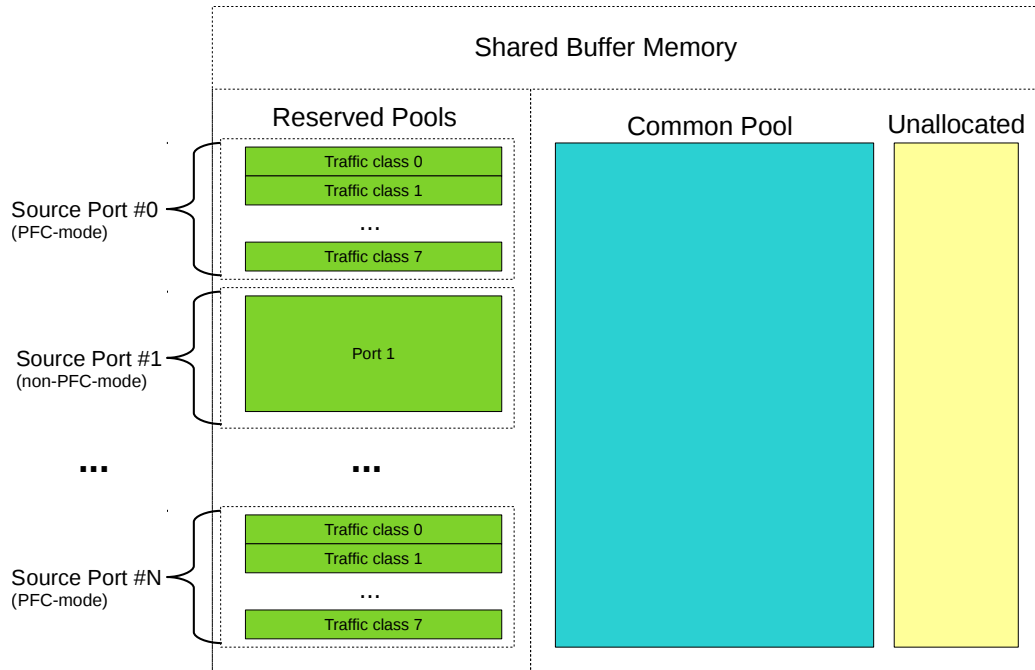 Shared Buffer Memory
Reserved Pools
Common Pool
Unallocated
Source Port #0
(PFC-mode)
Traffic class 0
Traffic class 1
...
Traffic class 7
Source Port #1
(non-PFC-mode)
Port 1
...
...
Source Port #N
(PFC-mode)
Traffic class 0
Traffic class 1
...
Traffic class 7